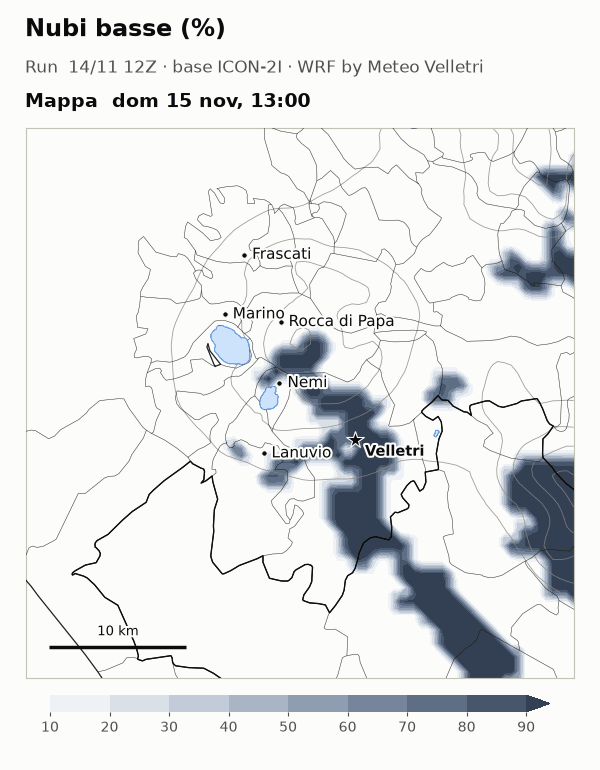 Nubi basse (%)
Run  14/11 12Z · base ICON-2I · WRF by Meteo Velletri
Mappa  dom 15 nov, 13:00
Frascati
Marino
Rocca di Papa
Nemi
Velletri
Lanuvio
10 km
10 20 30 40 50 60 70 80 90